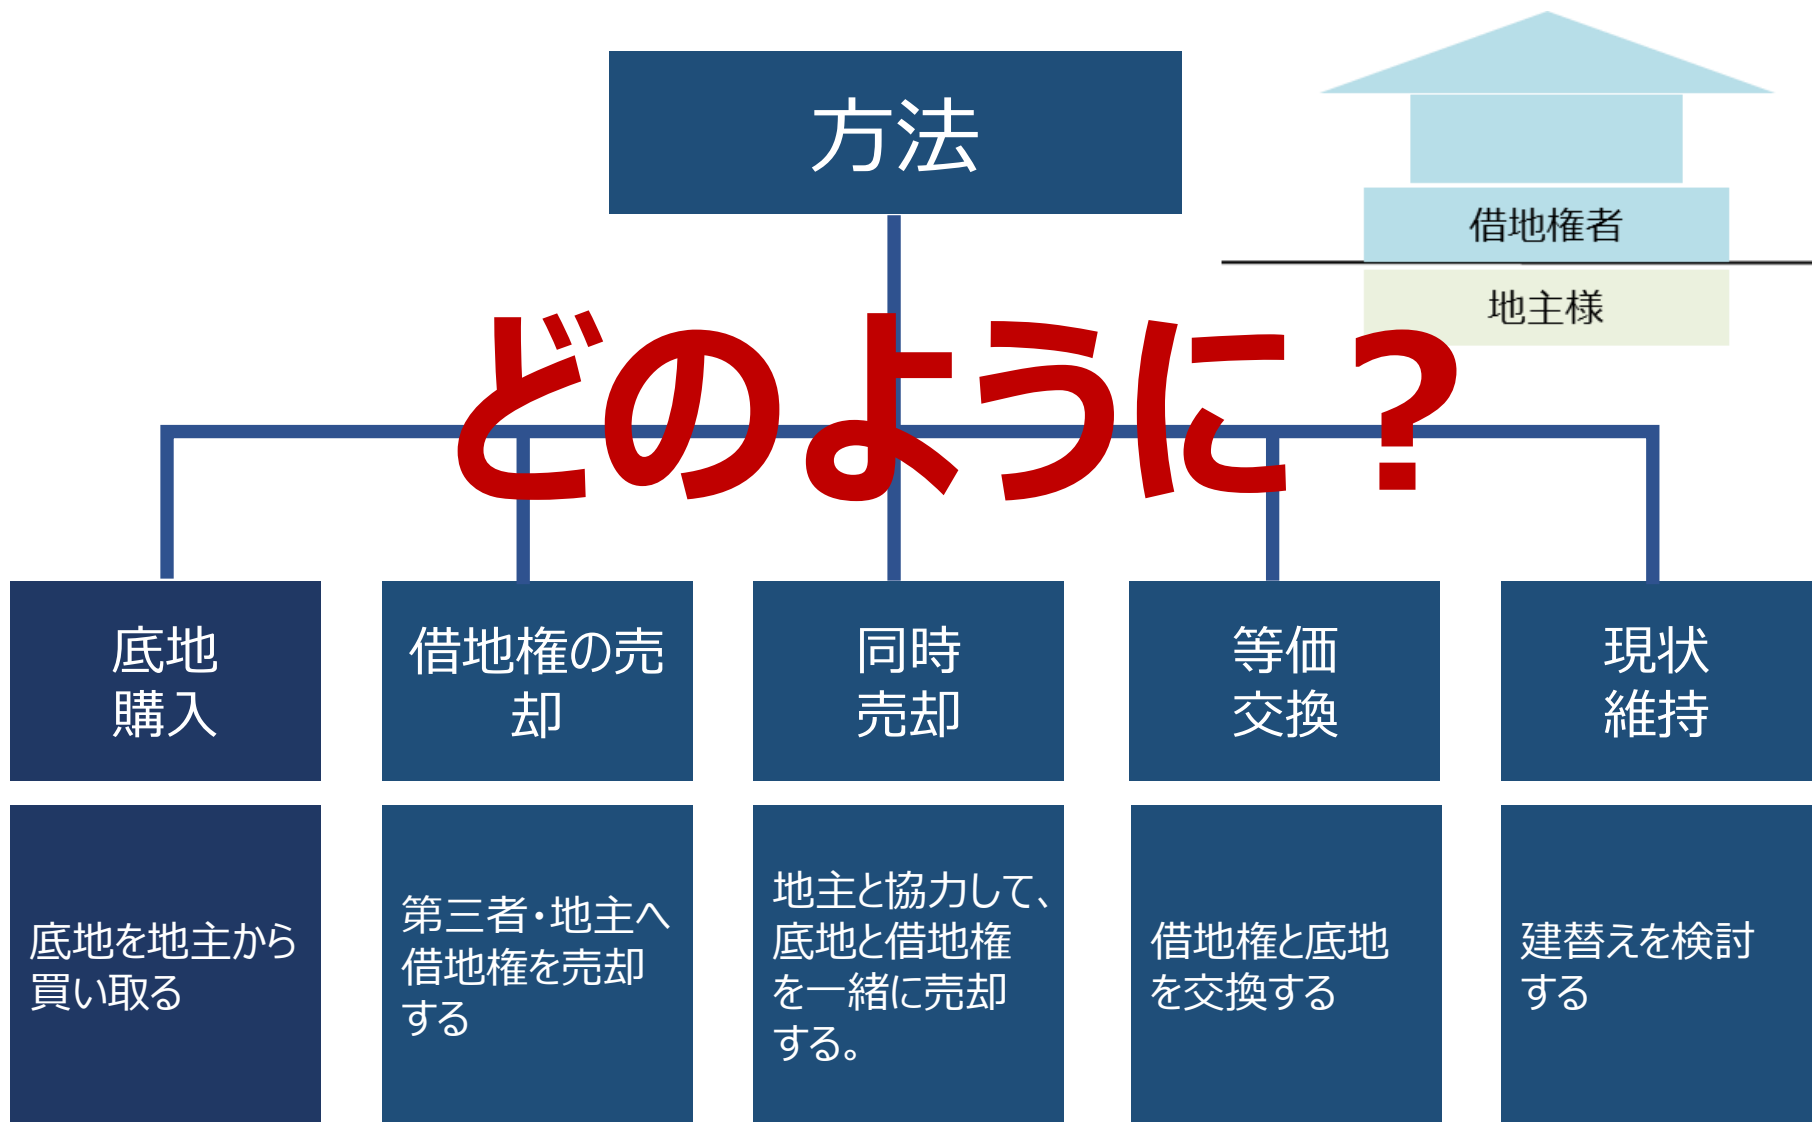 方法
借地権者
地主様
どのように？
底地
購入
借地権の売
却
同時
売却
等価
交換
現状
維持
底地を地主から
買い取る
第三者・地主へ
借地権を売却
する
地主と協力して、
底地と借地権
を一緒に売却
する。
借地権と底地
を交換する
建替えを検討
する